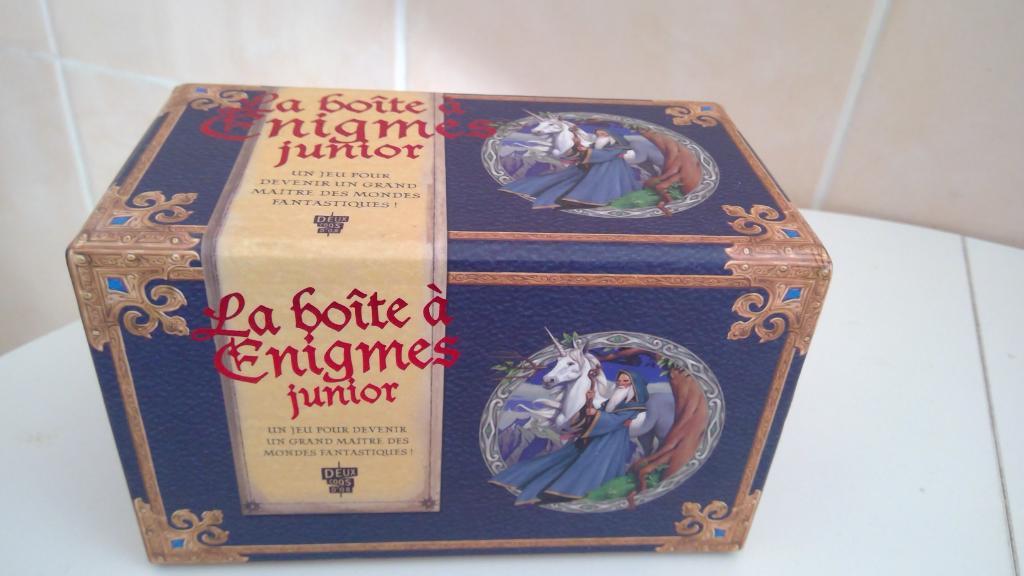 La boîte à
Enigmes
junior
UN JEU POUR
DEVENIR UN GRAND
MAÎTRE DES MONDES
FANTASTIQUES !
DEUX
COQS
D'OR
La boîte à
Enigmes
junior
UN JEU POUR DEVENIR
UN GRAND MAÎTRE DES
MONDES FANTASTIQUES !
DEUX
COQS
D'OR